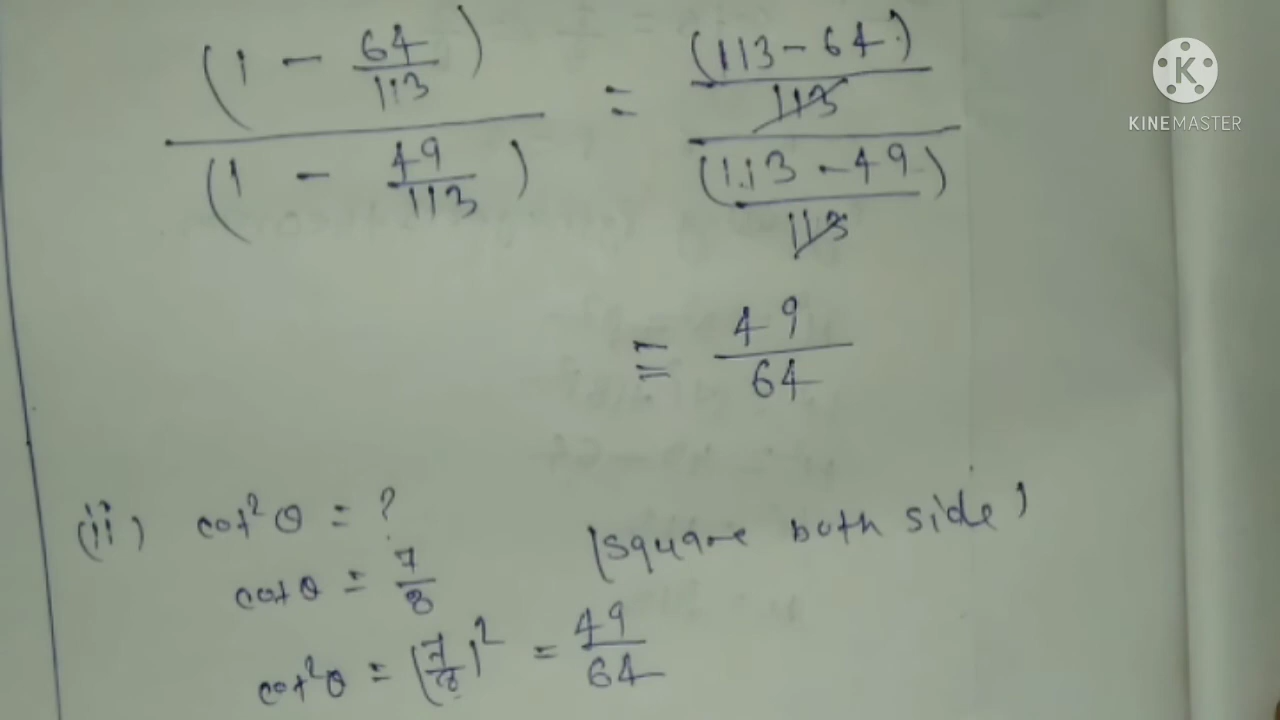 (1 - 64/113) / (1 - 49/113) = ((113 - 64)/113) / ((113 - 49)/113)
= 49/64
(ii) cot²θ = ?
cotθ = 7/8 (square both side)
cot²θ = (7/8)² = 49/64
K
KINEMASTER